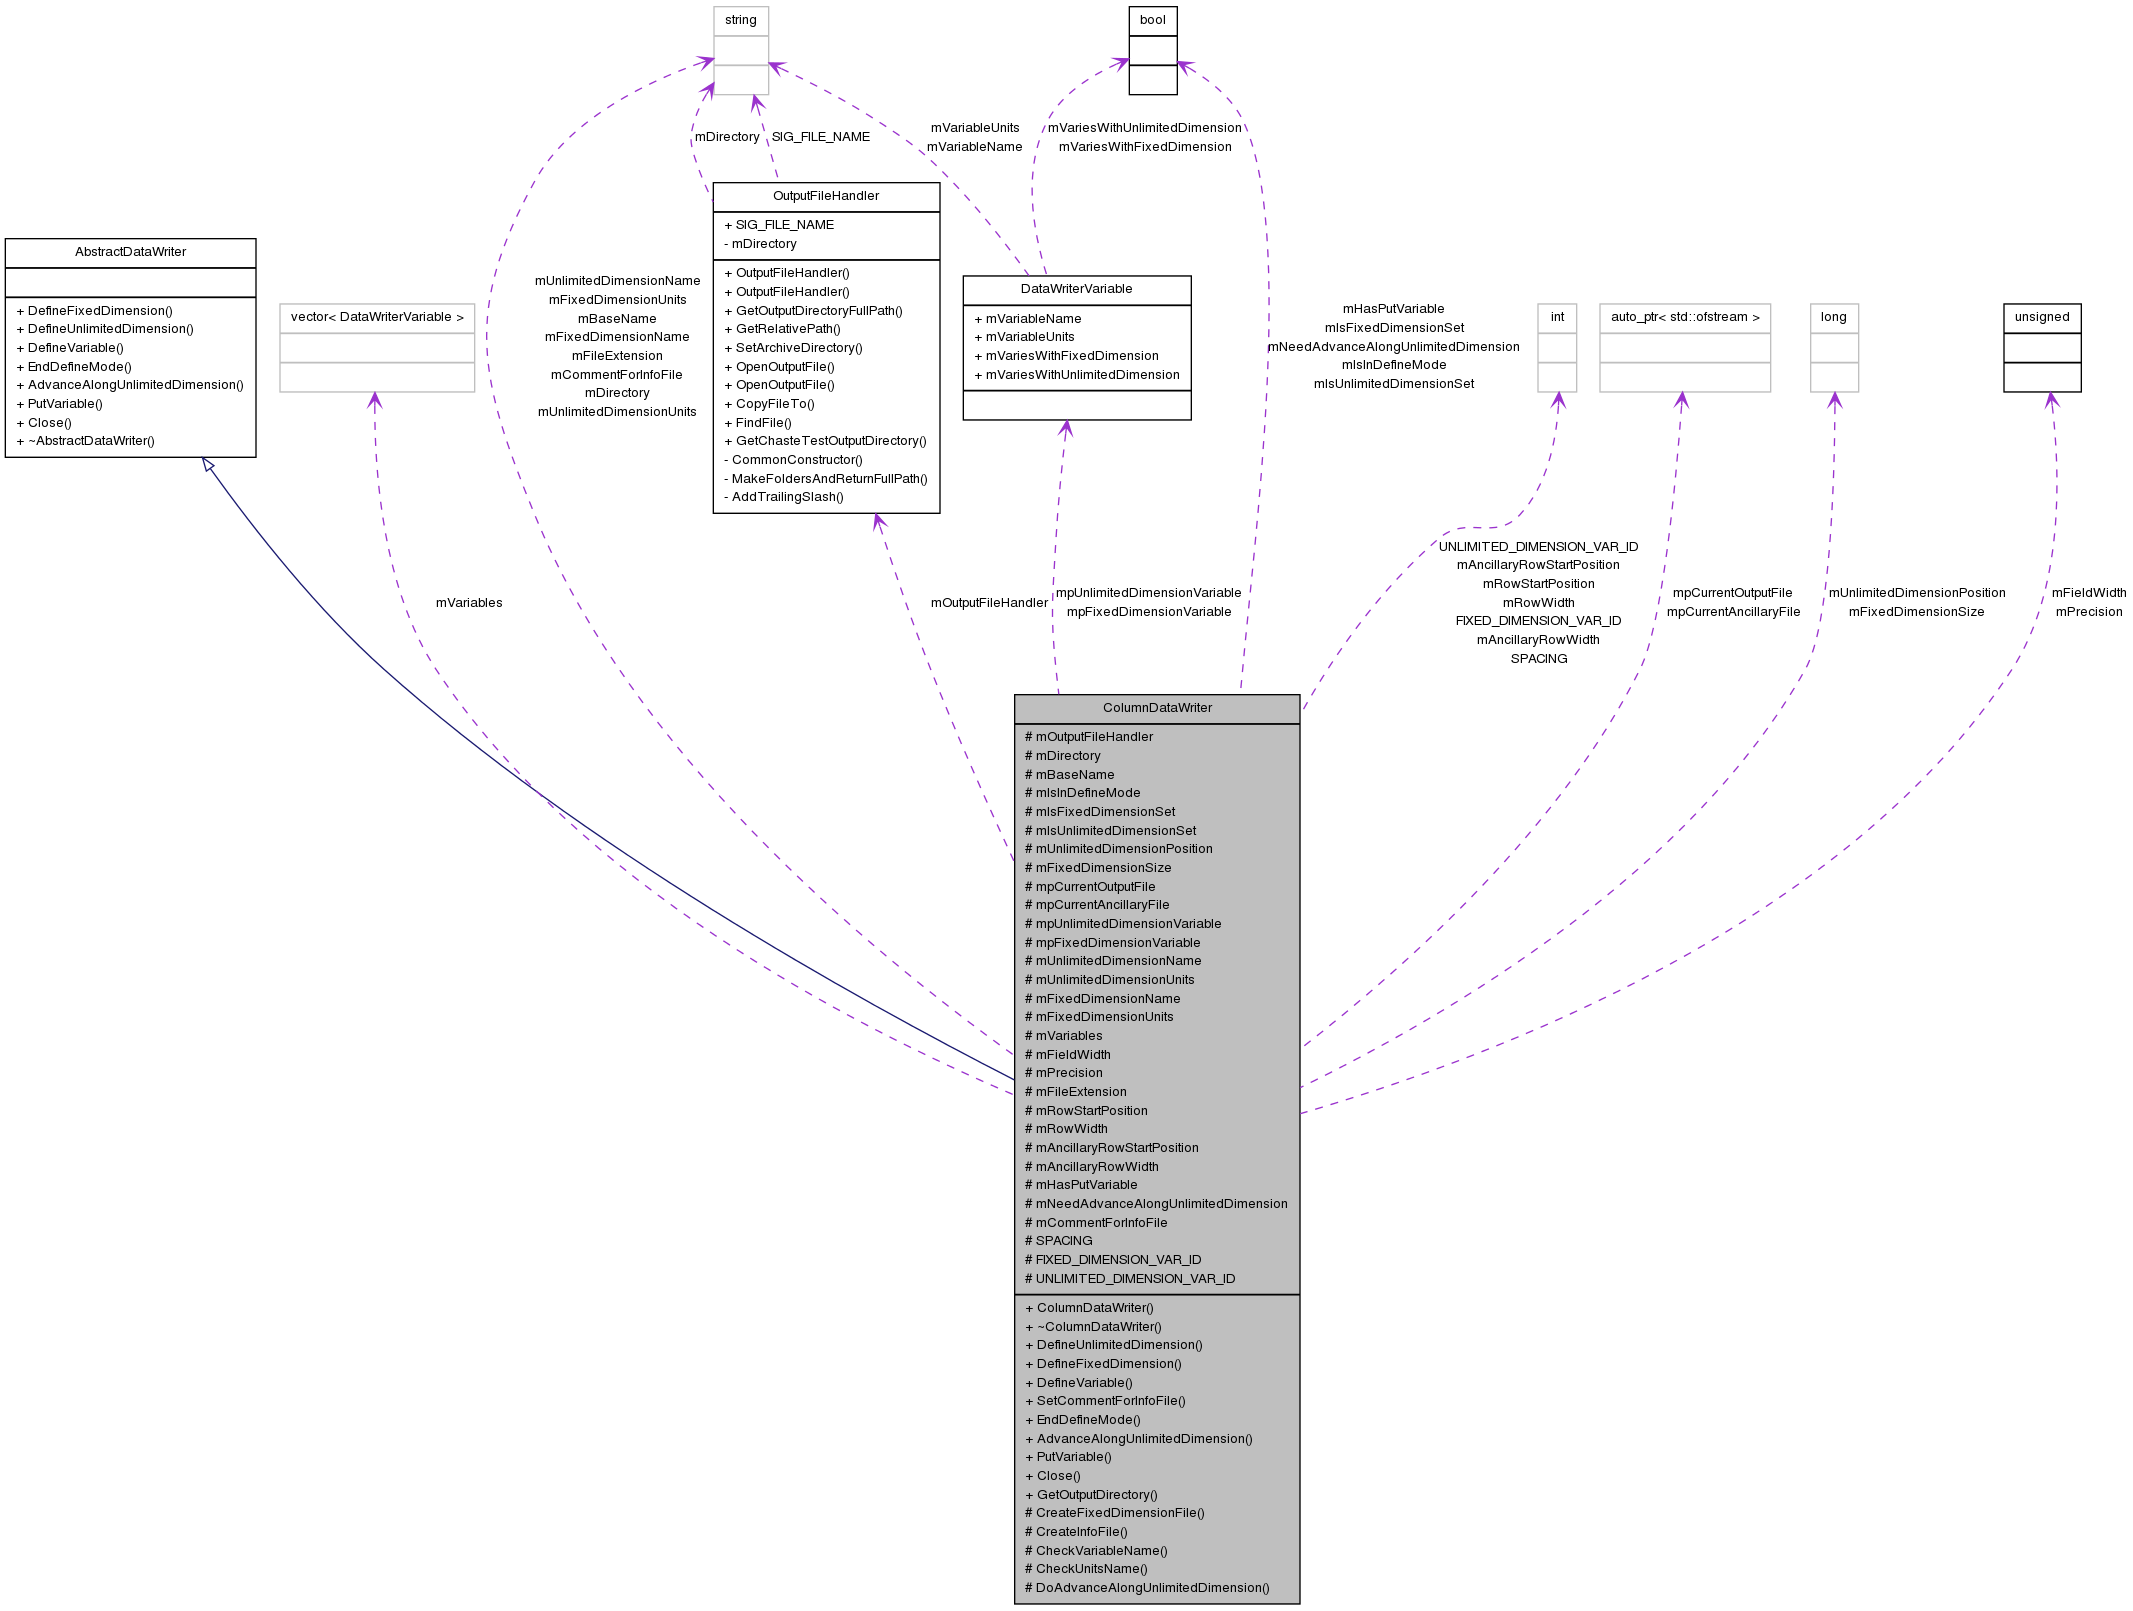 string
bool
mDirectory
SIG_FILE_NAME
mVariableUnits
mVariableName
mVariesWithUnlimitedDimension
mVariesWithFixedDimension
AbstractDataWriter
+ DefineFixedDimension()
+ DefineUnlimitedDimension()
+ DefineVariable()
+ EndDefineMode()
+ AdvanceAlongUnlimitedDimension()
+ PutVariable()
+ Close()
+ ~AbstractDataWriter()
vector< DataWriterVariable >
mUnlimitedDimensionName
mFixedDimensionUnits
mBaseName
mFixedDimensionName
mFileExtension
mCommentForInfoFile
mDirectory
mUnlimitedDimensionUnits
OutputFileHandler
+ SIG_FILE_NAME
- mDirectory
+ OutputFileHandler()
+ OutputFileHandler()
+ GetOutputDirectoryFullPath()
+ GetRelativePath()
+ SetArchiveDirectory()
+ OpenOutputFile()
+ OpenOutputFile()
+ CopyFileTo()
+ FindFile()
+ GetChasteTestOutputDirectory()
- CommonConstructor()
- MakeFoldersAndReturnFullPath()
- AddTrailingSlash()
DataWriterVariable
+ mVariableName
+ mVariableUnits
+ mVariesWithFixedDimension
+ mVariesWithUnlimitedDimension
mHasPutVariable
mIsFixedDimensionSet
mNeedAdvanceAlongUnlimitedDimension
mIsInDefineMode
mIsUnlimitedDimensionSet
int
auto_ptr< std::ofstream >
long
unsigned
mVariables
mOutputFileHandler
mpUnlimitedDimensionVariable
mpFixedDimensionVariable
UNLIMITED_DIMENSION_VAR_ID
mAncillaryRowStartPosition
mRowStartPosition
mRowWidth
FIXED_DIMENSION_VAR_ID
mAncillaryRowWidth
SPACING
mpCurrentOutputFile
mpCurrentAncillaryFile
mUnlimitedDimensionPosition
mFixedDimensionSize
mFieldWidth
mPrecision
ColumnDataWriter
# mOutputFileHandler
# mDirectory
# mBaseName
# mIsInDefineMode
# mIsFixedDimensionSet
# mIsUnlimitedDimensionSet
# mUnlimitedDimensionPosition
# mFixedDimensionSize
# mpCurrentOutputFile
# mpCurrentAncillaryFile
# mpUnlimitedDimensionVariable
# mpFixedDimensionVariable
# mUnlimitedDimensionName
# mUnlimitedDimensionUnits
# mFixedDimensionName
# mFixedDimensionUnits
# mVariables
# mFieldWidth
# mPrecision
# mFileExtension
# mRowStartPosition
# mRowWidth
# mAncillaryRowStartPosition
# mAncillaryRowWidth
# mHasPutVariable
# mNeedAdvanceAlongUnlimitedDimension
# mCommentForInfoFile
# SPACING
# FIXED_DIMENSION_VAR_ID
# UNLIMITED_DIMENSION_VAR_ID
+ ColumnDataWriter()
+ ~ColumnDataWriter()
+ DefineUnlimitedDimension()
+ DefineFixedDimension()
+ DefineVariable()
+ SetCommentForInfoFile()
+ EndDefineMode()
+ AdvanceAlongUnlimitedDimension()
+ PutVariable()
+ Close()
+ GetOutputDirectory()
# CreateFixedDimensionFile()
# CreateInfoFile()
# CheckVariableName()
# CheckUnitsName()
# DoAdvanceAlongUnlimitedDimension()